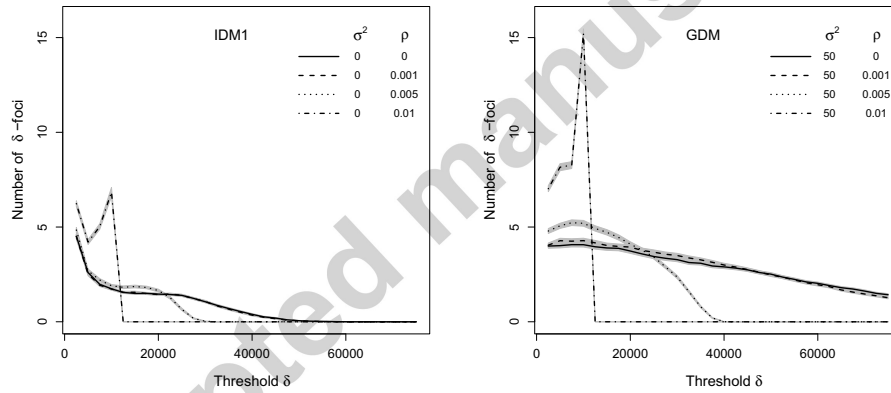 IDM1
σ² ρ
0 0
0 0.001
0 0.005
0 0.01
15
10
5
0
Number of δ -foci
0 20000 40000 60000
Threshold δ
GDM
σ² ρ
50 0
50 0.001
50 0.005
50 0.01
15
10
5
0
Number of δ -foci
0 20000 40000 60000
Threshold δ
pted manus